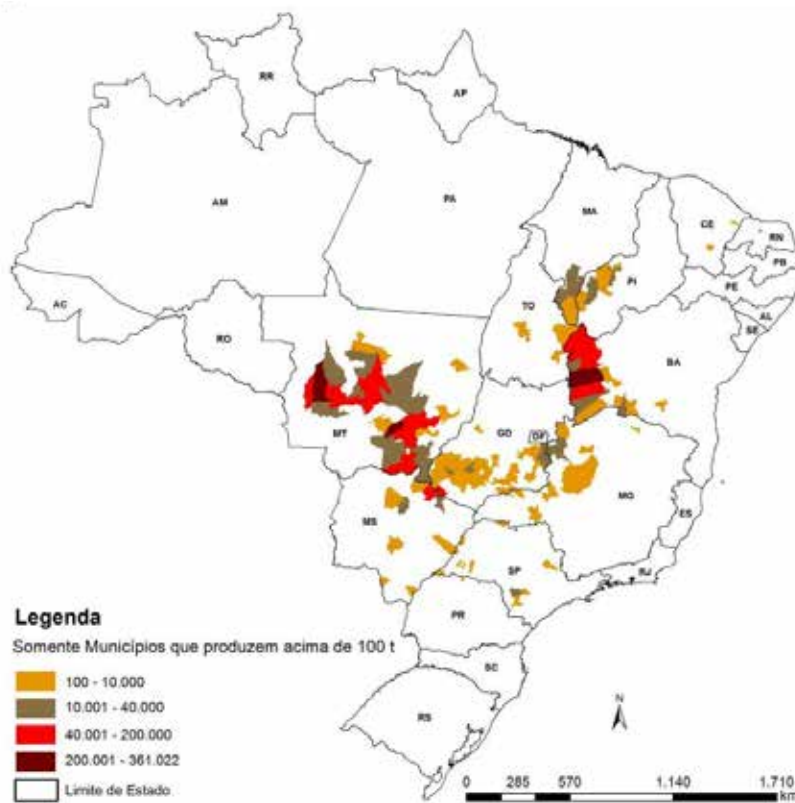 RR
AP
AM
PA
MA
CE
RN
PB
PE
AL
SE
PI
TO
AC
RO
BA
MT
GO
DF
MG
ES
MS
SP
RJ
PR
SC
RS
Legenda
Somente Municípios que produzem acima de 100 t
100 - 10.000
10.001 - 40.000
40.001 - 200.000
200.001 - 361.022
Limite de Estado
N
0 285 570 1.140 1.710
km